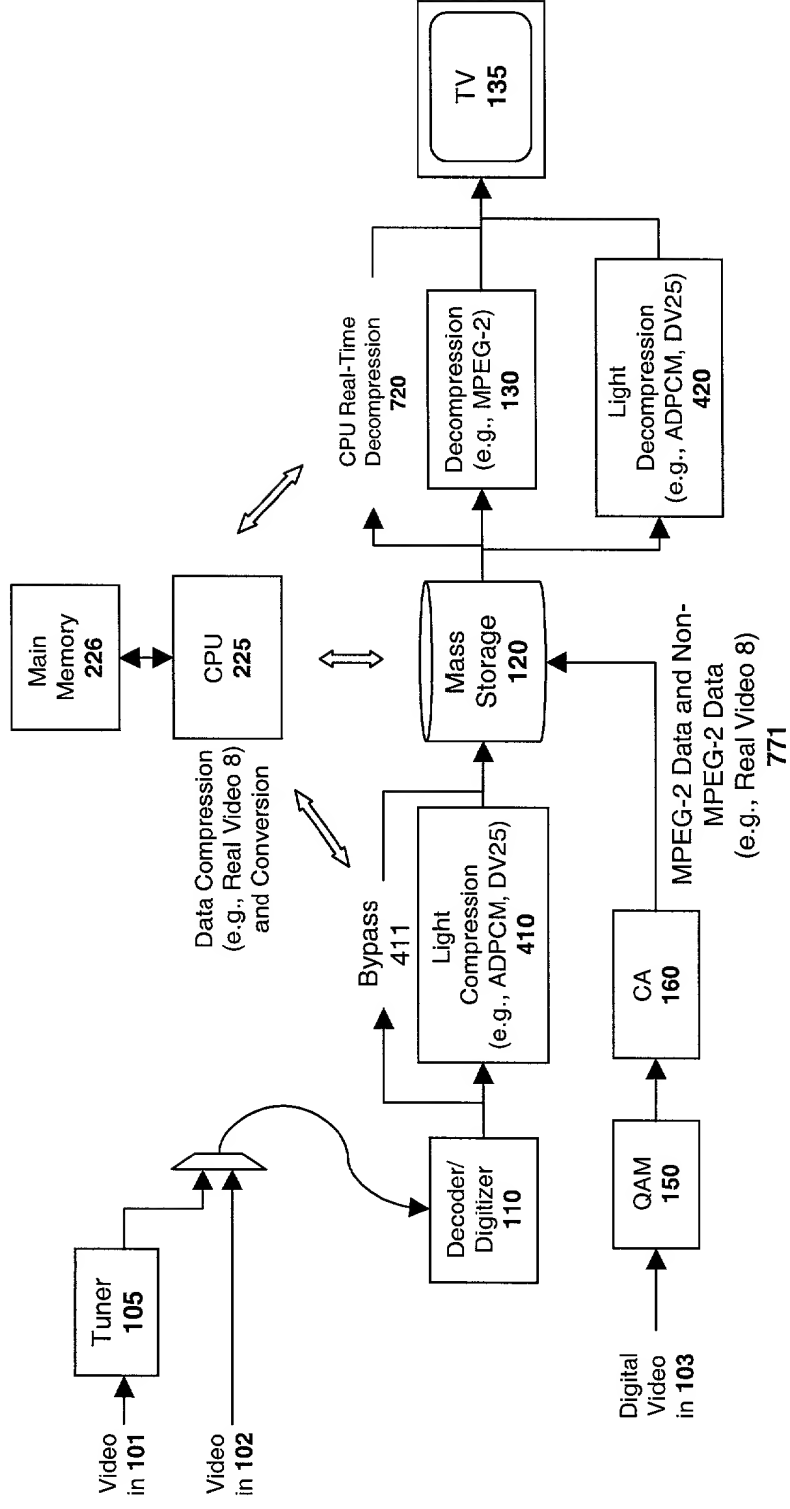 Video
in 101
Video
in 102
Tuner
105
Decoder/
Digitizer
110
Digital
Video
in 103
QAM
150
CA
160
Bypass
411
Light
Compression
(e.g., ADPCM, DV25)
410
Data Compression
(e.g., Real Video 8)
and Conversion
Main
Memory
226
CPU
225
Mass
Storage
120
MPEG-2 Data and Non-
MPEG-2 Data
(e.g., Real Video 8)
771
CPU Real-Time
Decompression
720
Decompression
(e.g., MPEG-2)
130
Light
Decompression
(e.g., ADPCM, DV25)
420
TV
135